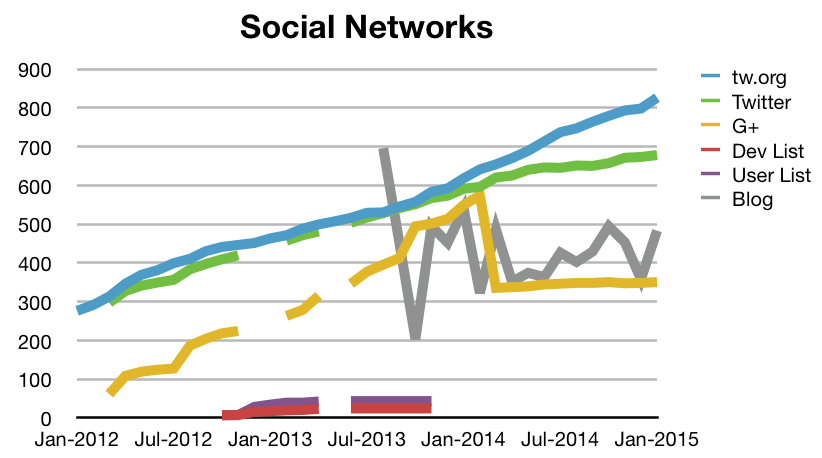 Social Networks
900
800
700
600
500
400
300
200
100
0
Jan-2012 Jul-2012 Jan-2013 Jul-2013 Jan-2014 Jul-2014 Jan-2015
tw.org
Twitter
G+
Dev List
User List
Blog